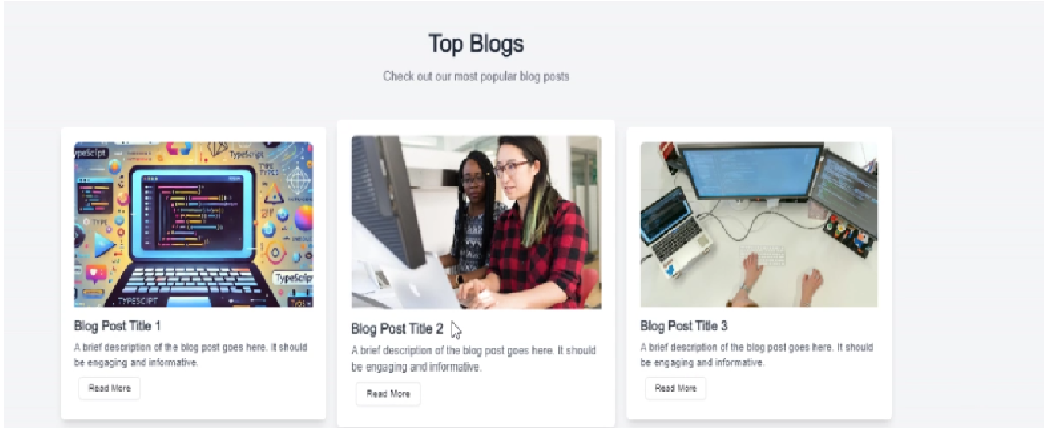 Top Blogs
Check out our most popular blog posts
TypeScript
TYPE
TYPESCIPT
Blog Post Title 1
A brief description of the blog post goes here. It should
be engaging and informative.
Read More
Blog Post Title 2
A brief description of the blog post goes here. It should
be engaging and informative.
Read More
Blog Post Title 3
A brief description of the blog post goes here. It should
be engaging and informative.
Read More